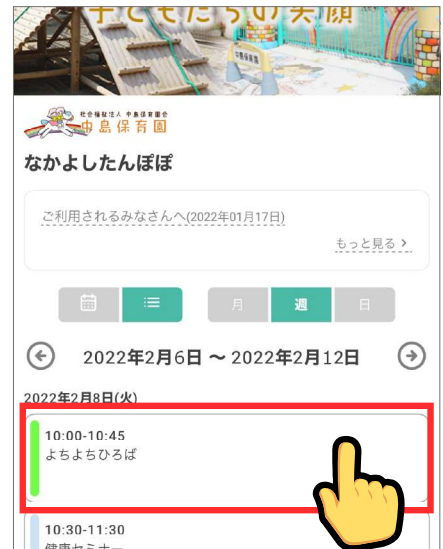 子どもたちの笑顔
社会福祉法人 中島保育園会
中島保育園
なかよしたんぽぽ
ご利用されるみなさんへ(2022年01月17日)
もっと見る >
月 週 日
2022年2月6日 ～ 2022年2月12日
2022年2月8日(火)
10:00-10:45
よちよちひろば
10:30-11:30
健康セミナー